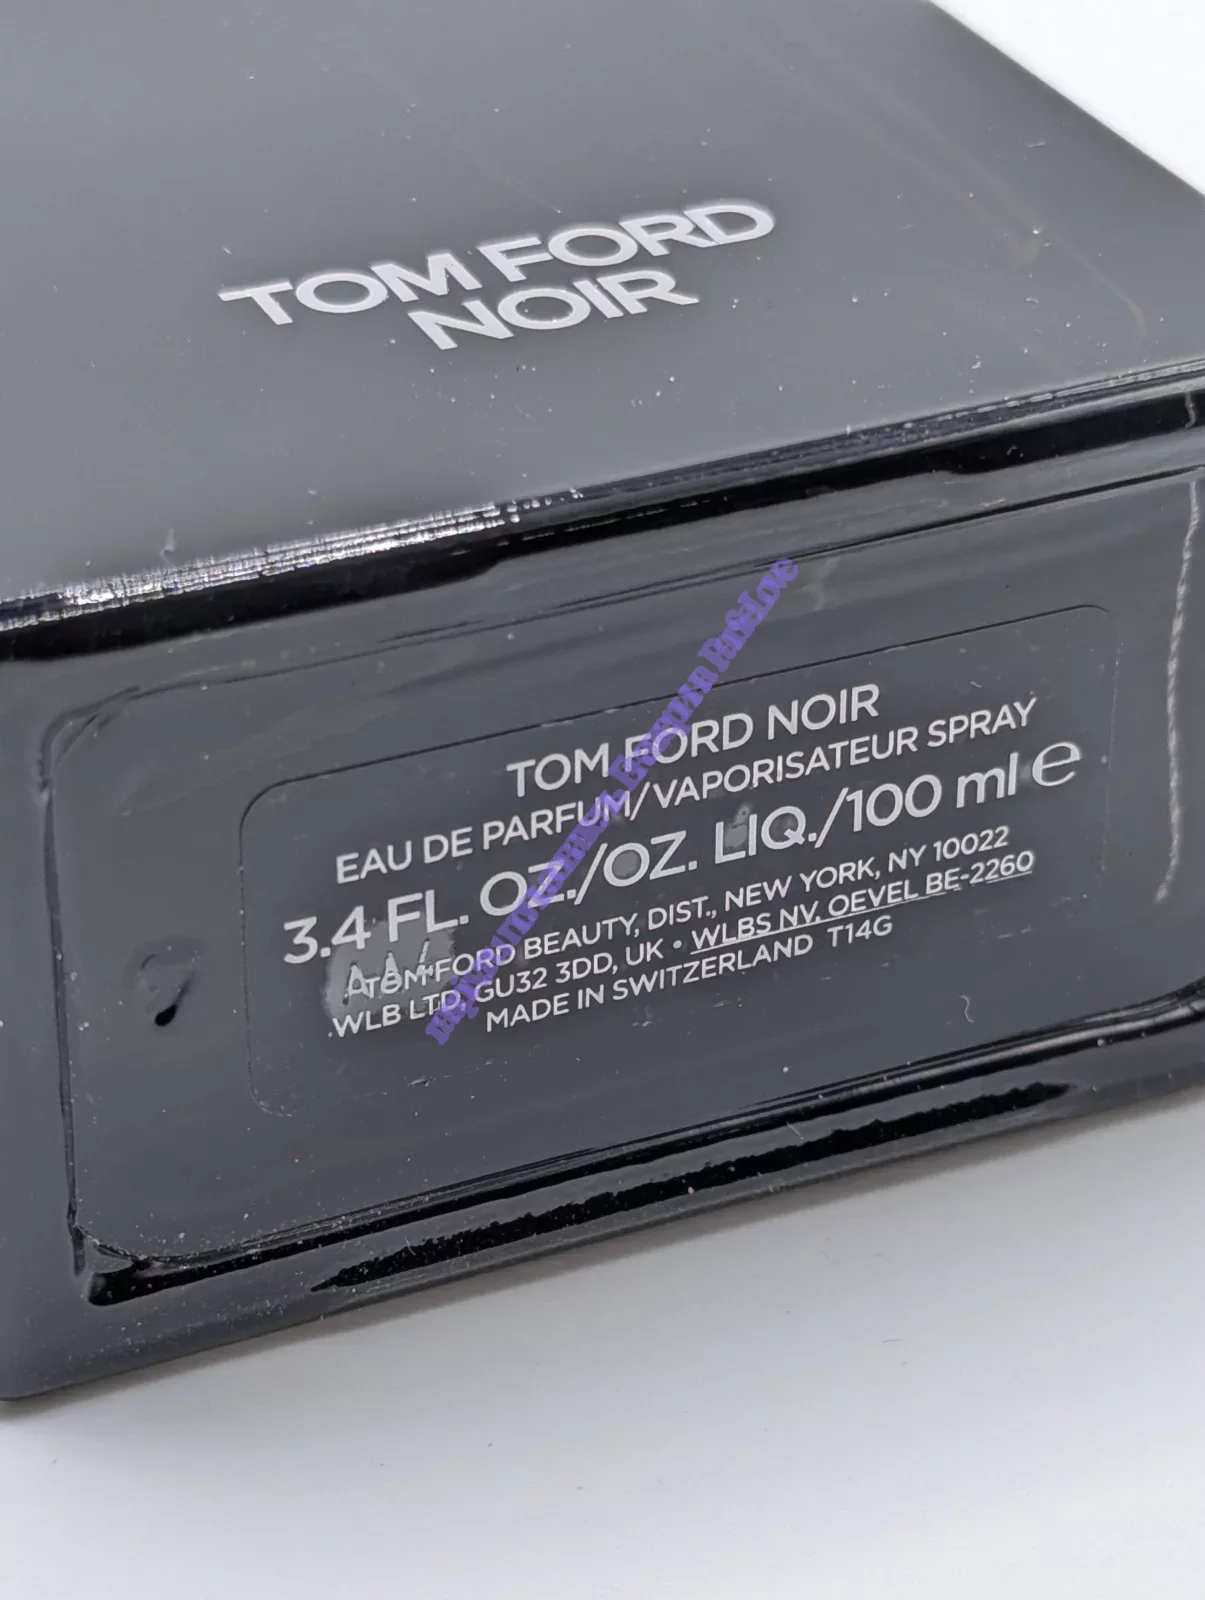 TOM FORD
NOIR
TOM FORD NOIR
EAU DE PARFUM/VAPORISATEUR SPRAY
3.4 FL. OZ./OZ. LIQ./100 ml e
TOM FORD BEAUTY, DIST., NEW YORK, NY 10022
WLB LTD, GU32 3DD, UK • WLBS NV, OEVEL BE-2260
MADE IN SWITZERLAND T14G